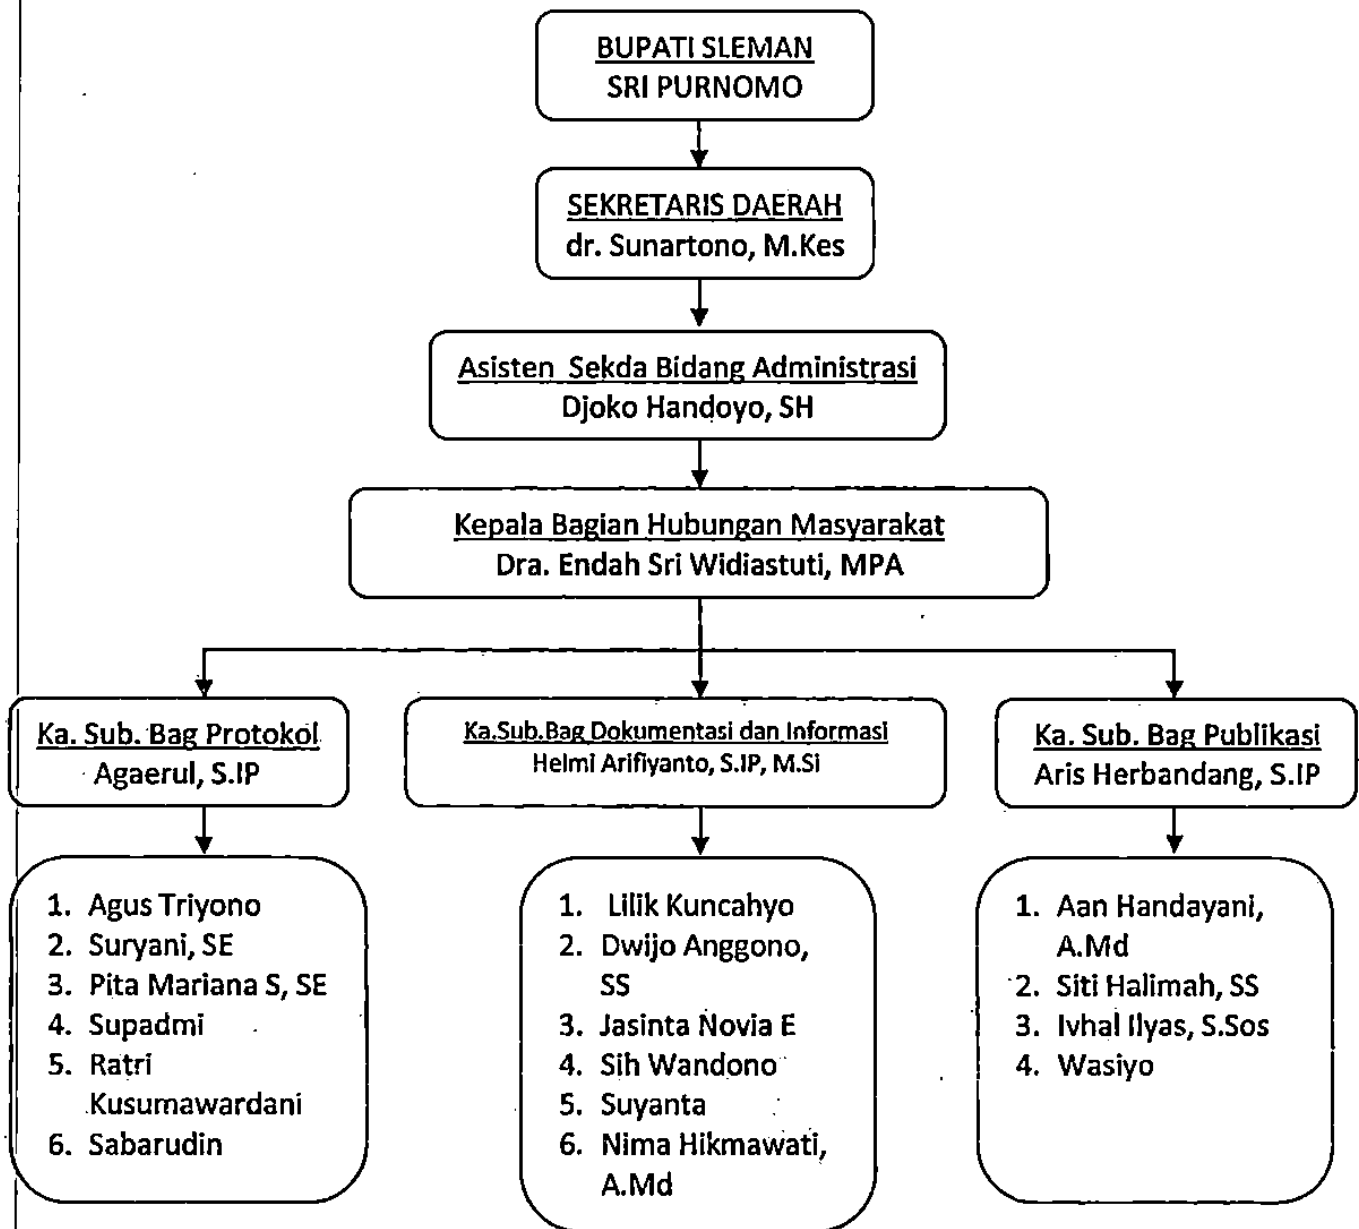 BUPATI SLEMAN
SRI PURNOMO
SEKRETARIS DAERAH
dr. Sunartono, M.Kes
Asisten Sekda Bidang Administrasi
Djoko Handoyo, SH
Kepala Bagian Hubungan Masyarakat
Dra. Endah Sri Widiastuti, MPA
Ka. Sub. Bag Protokol
Agaerul, S.IP
Ka.Sub.Bag Dokumentasi dan Informasi
Helmi Arifiyanto, S.IP, M.Si
Ka. Sub. Bag Publikasi
Aris Herbandang, S.IP
1. Agus Triyono
2. Suryani, SE
3. Pita Mariana S, SE
4. Supadmi
5. Ratri
Kusumawardani
6. Sabarudin
1. Lilik Kuncahyo
2. Dwijo Anggono,
SS
3. Jasinta Novia E
4. Sih Wandono
5. Suyanta
6. Nima Hikmawati,
A.Md
1. Aan Handayani,
A.Md
2. Siti Halimah, SS
3. Ivhal Ilyas, S.Sos
4. Wasiyo